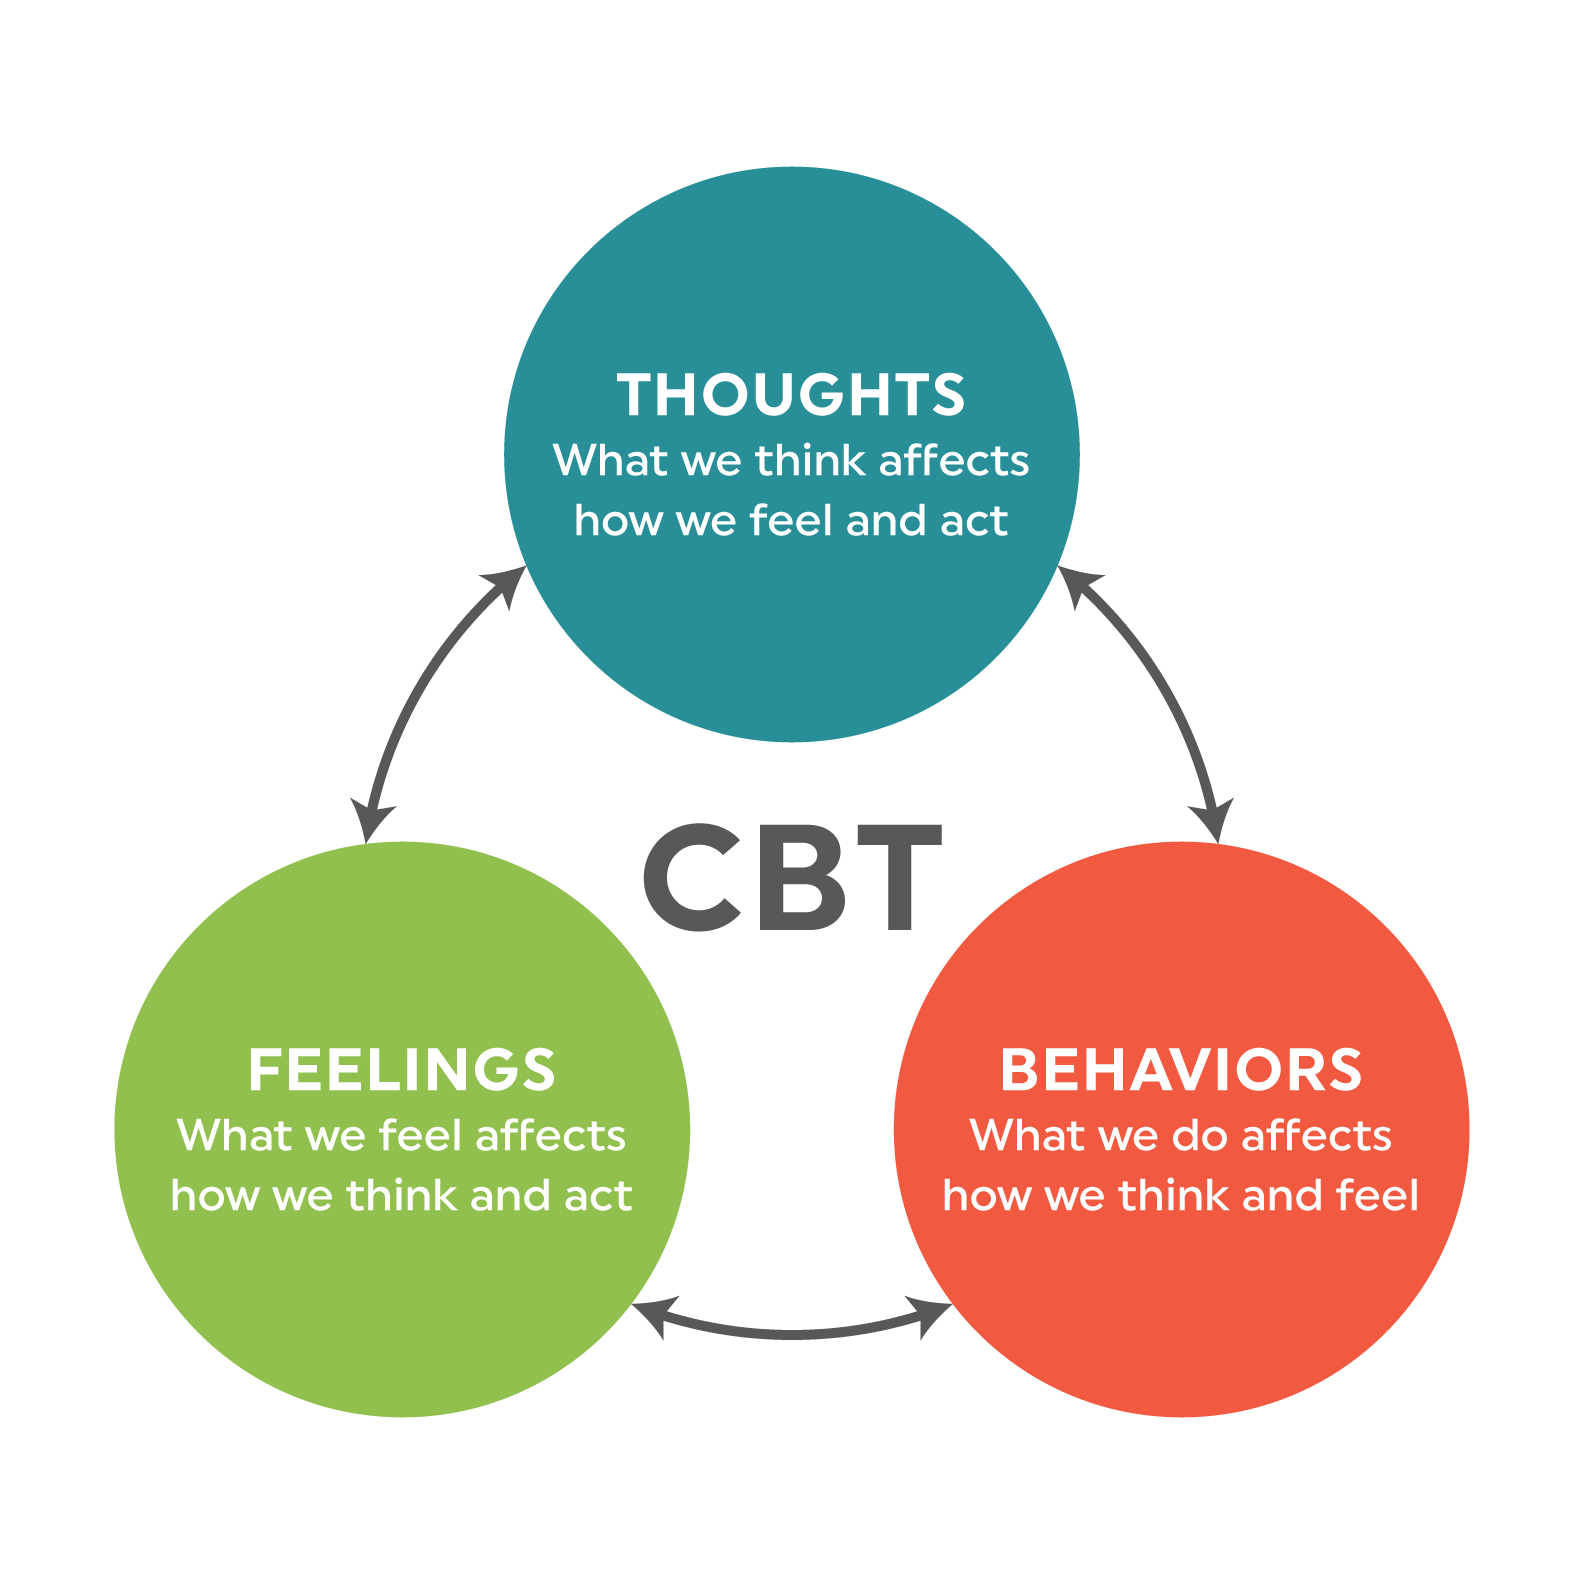 THOUGHTS
What we think affects
how we feel and act
CBT
FEELINGS
What we feel affects
how we think and act
BEHAVIORS
What we do affects
how we think and feel